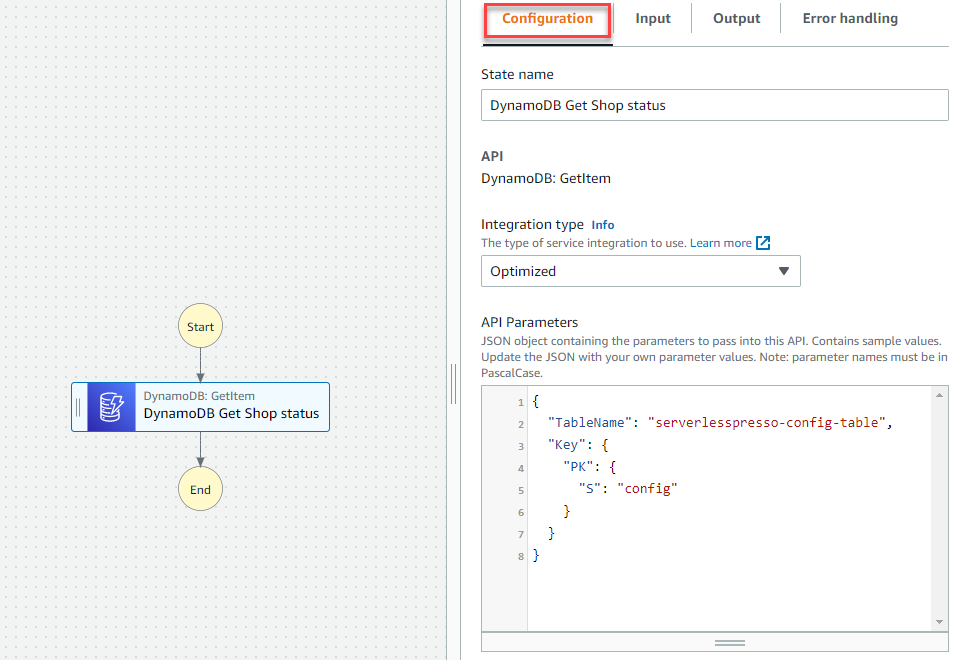 Configuration
Input
Output
Error handling
State name
DynamoDB Get Shop status
API
DynamoDB: GetItem
Integration type Info
The type of service integration to use. Learn more
Optimized
API Parameters
JSON object containing the parameters to pass into this API. Contains sample values.
Update the JSON with your own parameter values. Note: parameter names must be in
PascalCase.
1 {
2 "TableName": "serverlesspresso-config-table",
3 "Key": {
4 "PK": {
5 "S": "config"
6 }
7 }
8 }
Start
DynamoDB: GetItem
DynamoDB Get Shop status
End